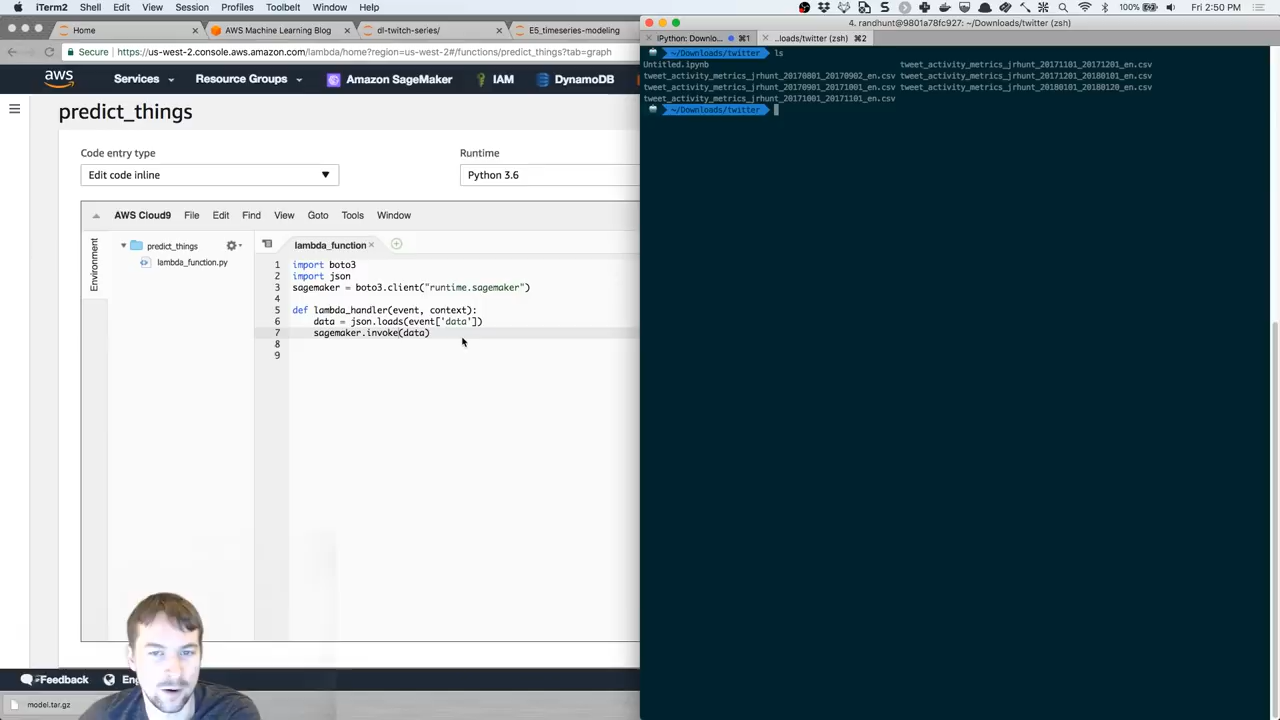 iTerm2 Shell Edit View Session Profiles Toolbelt Window Help
100% Fri 2:50 PM
Home AWS Machine Learning Blog dl-twitch-series/ E5_timeseries-modeling
Secure https://us-west-2.console.aws.amazon.com/lambda/home?region=us-west-2#/functions/predict_things?tab=graph
aws Services Resource Groups Amazon SageMaker IAM DynamoDB
predict_things
Code entry type Runtime
Edit code inline Python 3.6
AWS Cloud9 File Edit Find View Goto Tools Window
Environment
predict_things
lambda_function.py
lambda_function
1 import boto3
2 import json
3 sagemaker = boto3.client("runtime.sagemaker")
4
5 def lambda_handler(event, context):
6 data = json.loads(event['data'])
7 sagemaker.invoke(data)
8
9
Feedback
model.tar.gz
4. randhunt@9801a78fc927: ~/Downloads/twitter (zsh)
IPython: Downlo... ⌘1 ..loads/twitter (zsh) ⌘2
~/Downloads/twitter ls
Untitled.ipynb tweet_activity_metrics_jrhunt_20171101_20171201_en.csv
tweet_activity_metrics_jrhunt_20170801_20170902_en.csv tweet_activity_metrics_jrhunt_20171201_20180101_en.csv
tweet_activity_metrics_jrhunt_20170901_20171001_en.csv tweet_activity_metrics_jrhunt_20180101_20180120_en.csv
tweet_activity_metrics_jrhunt_20171001_20171101_en.csv
~/Downloads/twitter